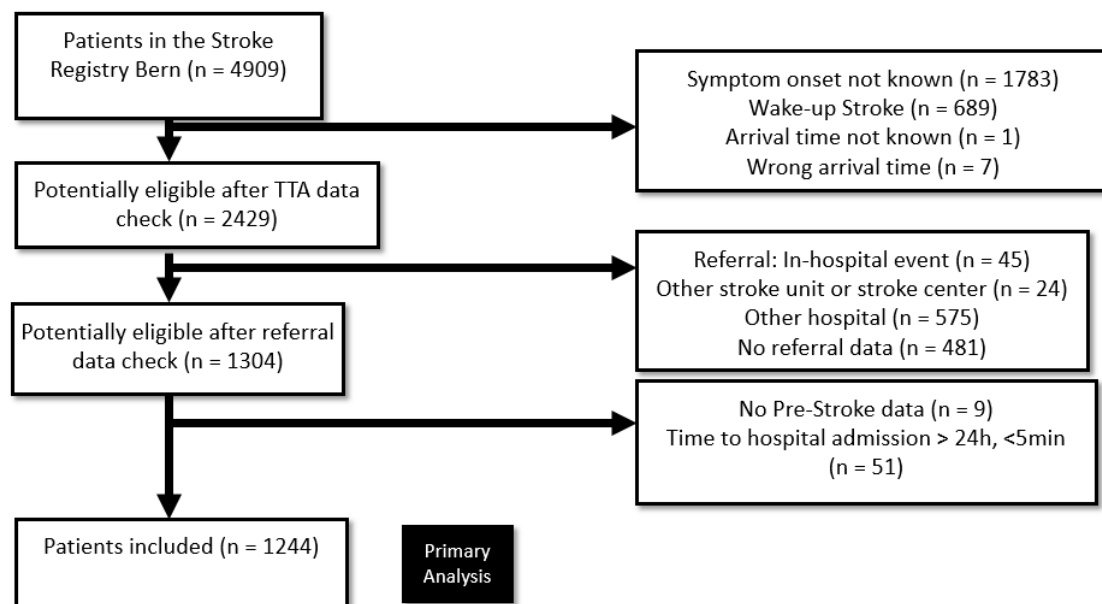 Patients in the Stroke
Registry Bern (n = 4909)
Symptom onset not known (n = 1783)
Wake-up Stroke (n = 689)
Arrival time not known (n = 1)
Wrong arrival time (n = 7)
Potentially eligible after TTA data
check (n = 2429)
Referral: In-hospital event (n = 45)
Other stroke unit or stroke center (n = 24)
Other hospital (n = 575)
No referral data (n = 481)
Potentially eligible after referral
data check (n = 1304)
No Pre-Stroke data (n = 9)
Time to hospital admission > 24h, <5min
(n = 51)
Patients included (n = 1244)
Primary
Analysis